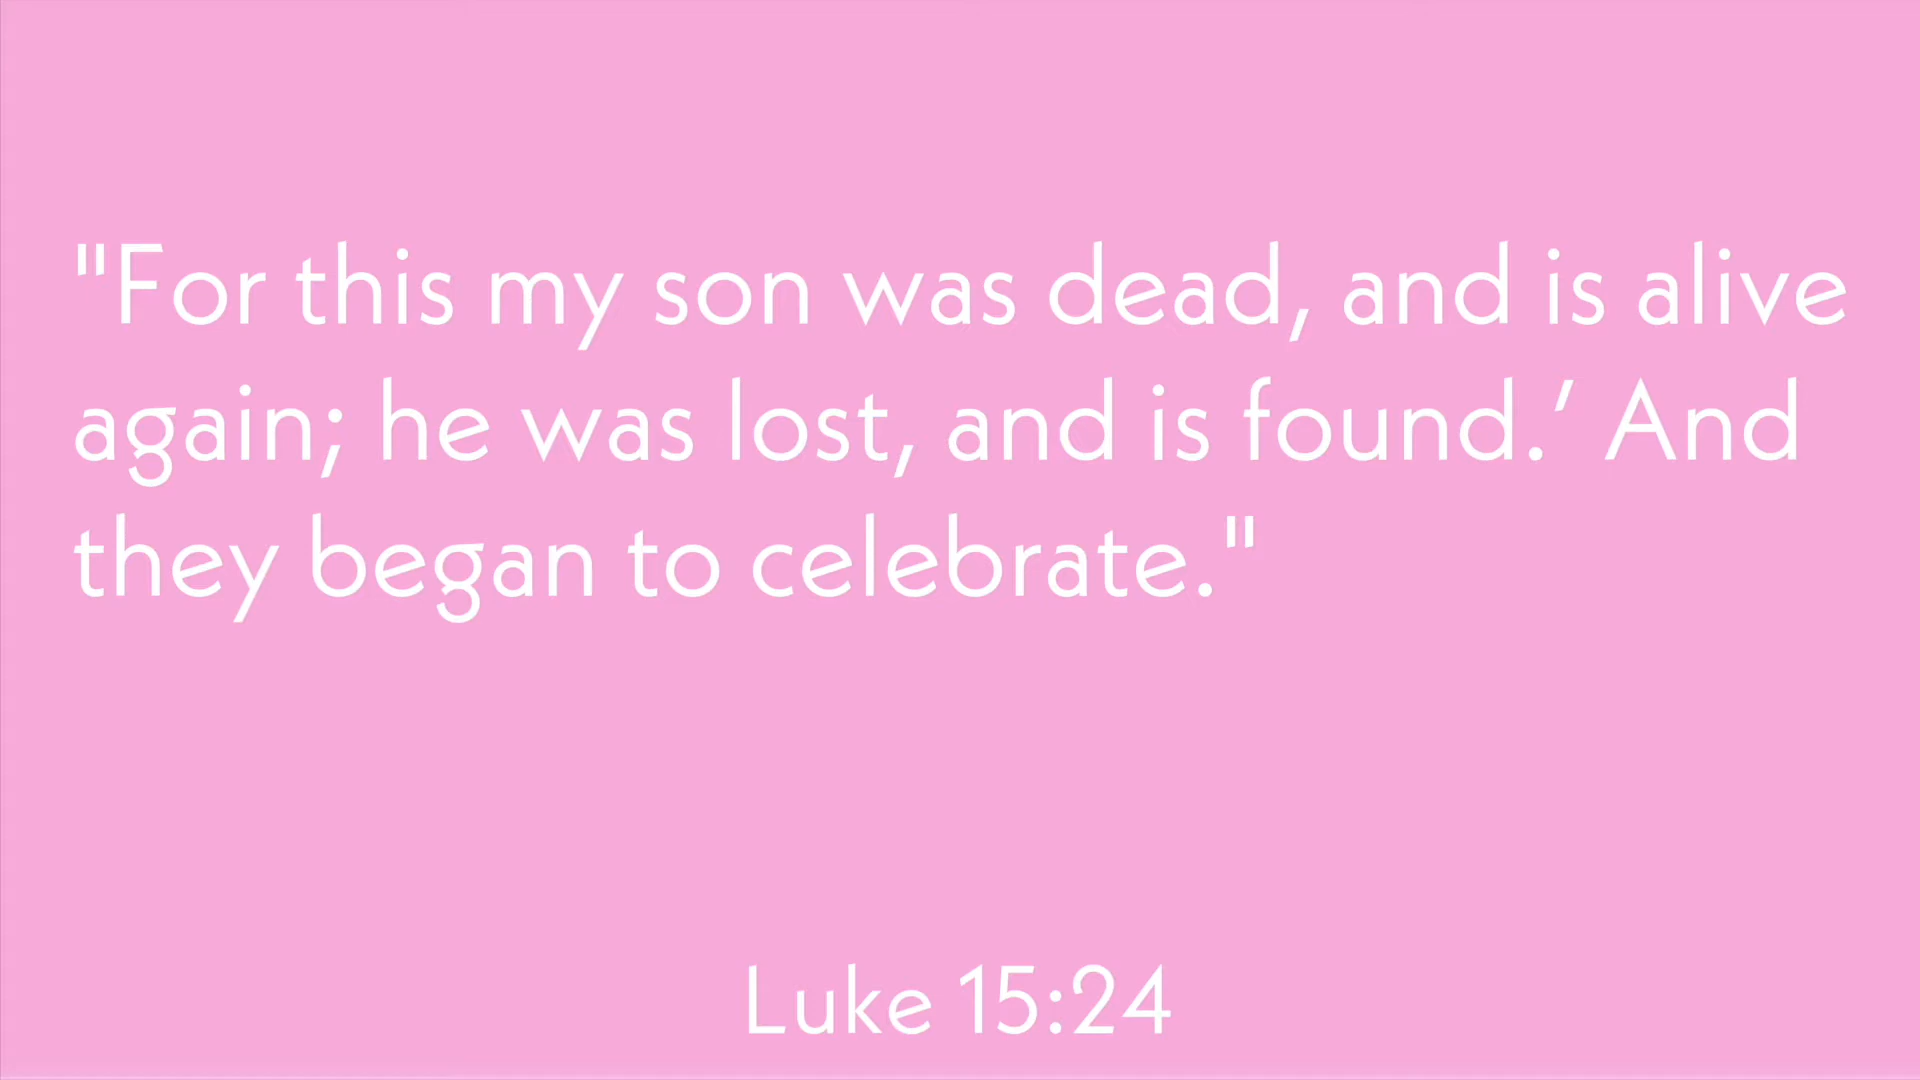 "For this my son was dead, and is alive
again; he was lost, and is found.’ And
they began to celebrate."
Luke 15:24